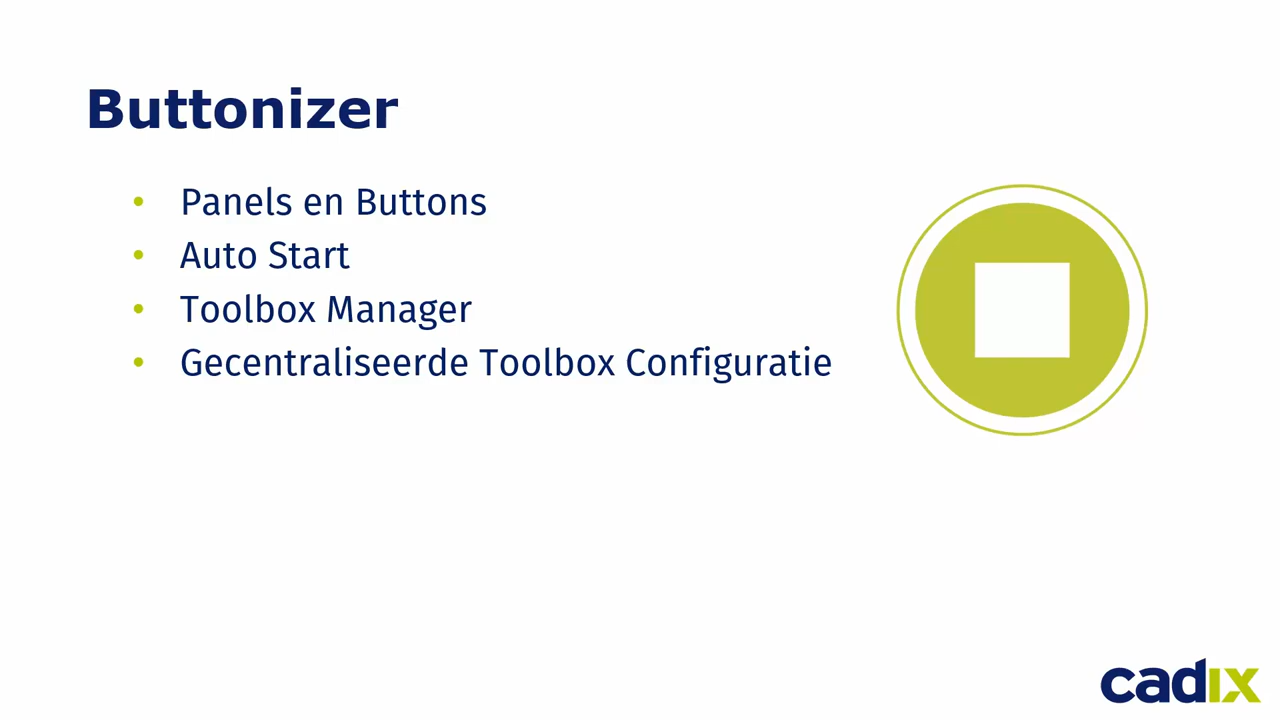 Buttonizer
• Panels en Buttons
• Auto Start
• Toolbox Manager
• Gecentraliseerde Toolbox Configuratie
cadix